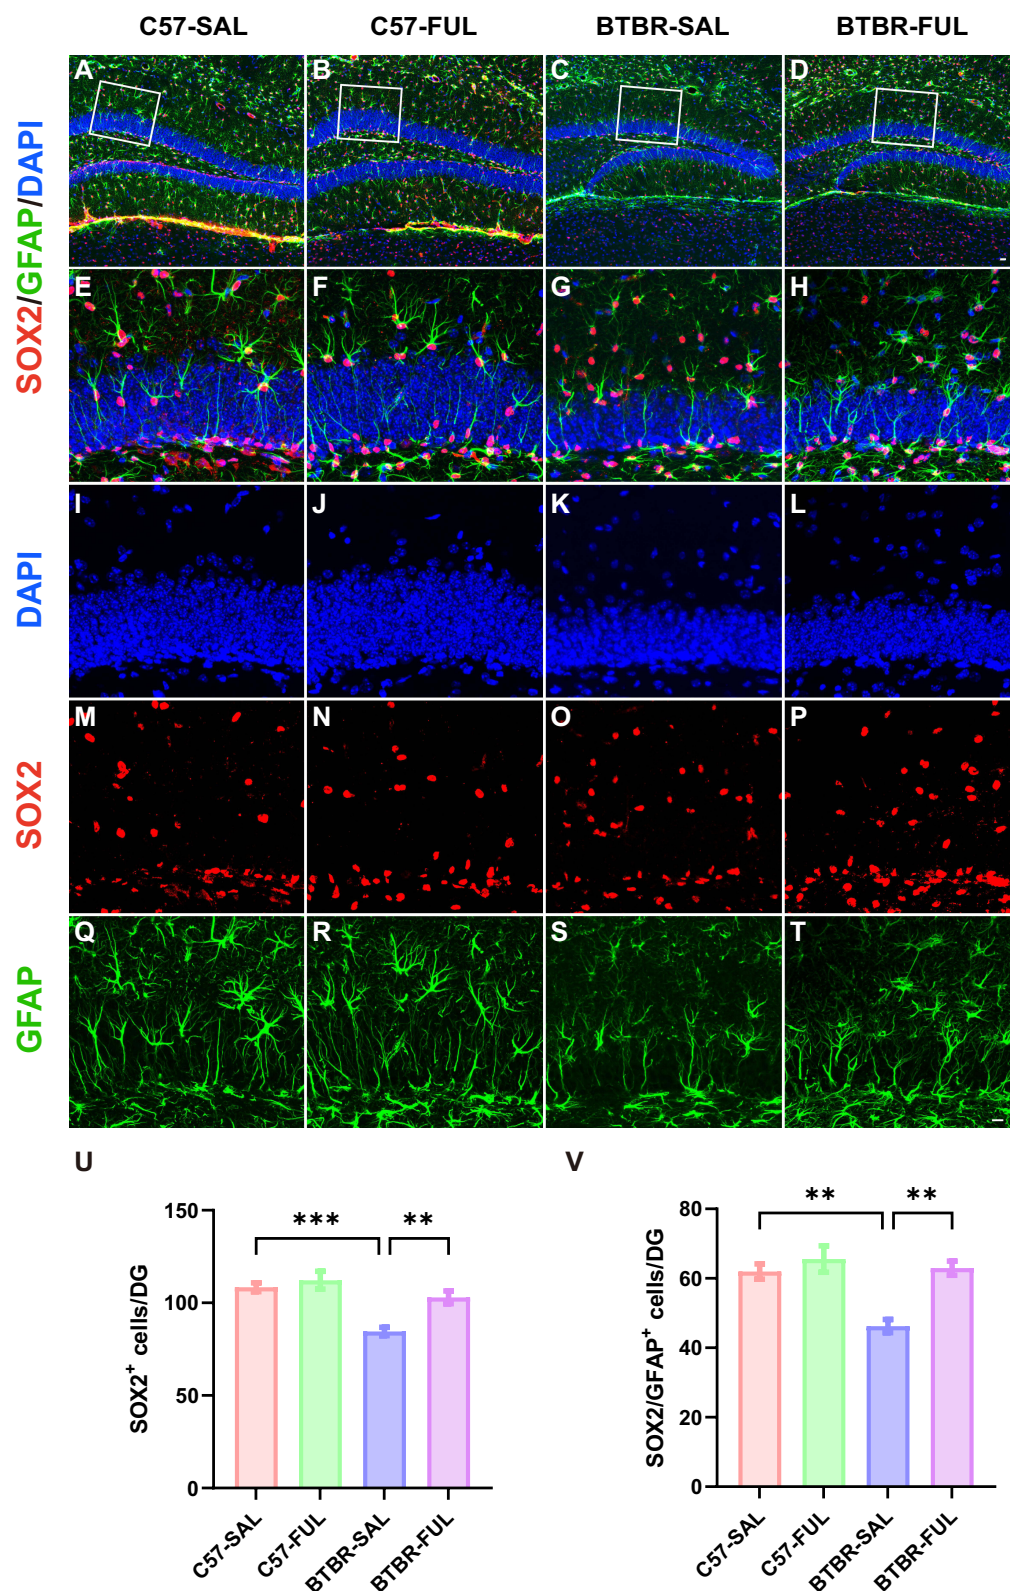 C57-SAL C57-FUL BTBR-SAL BTBR-FUL
SOX2/GFAP/DAPI
A B C D
E F G H
DAPI
I J K L
SOX2
M N O P
GFAP
Q R S T
U V
SOX2⁺ cells/DG
150
100
50
0
*** **
C57-SAL C57-FUL BTBR-SAL BTBR-FUL
SOX2/GFAP⁺ cells/DG
80
60
40
20
0
** **
C57-SAL C57-FUL BTBR-SAL BTBR-FUL